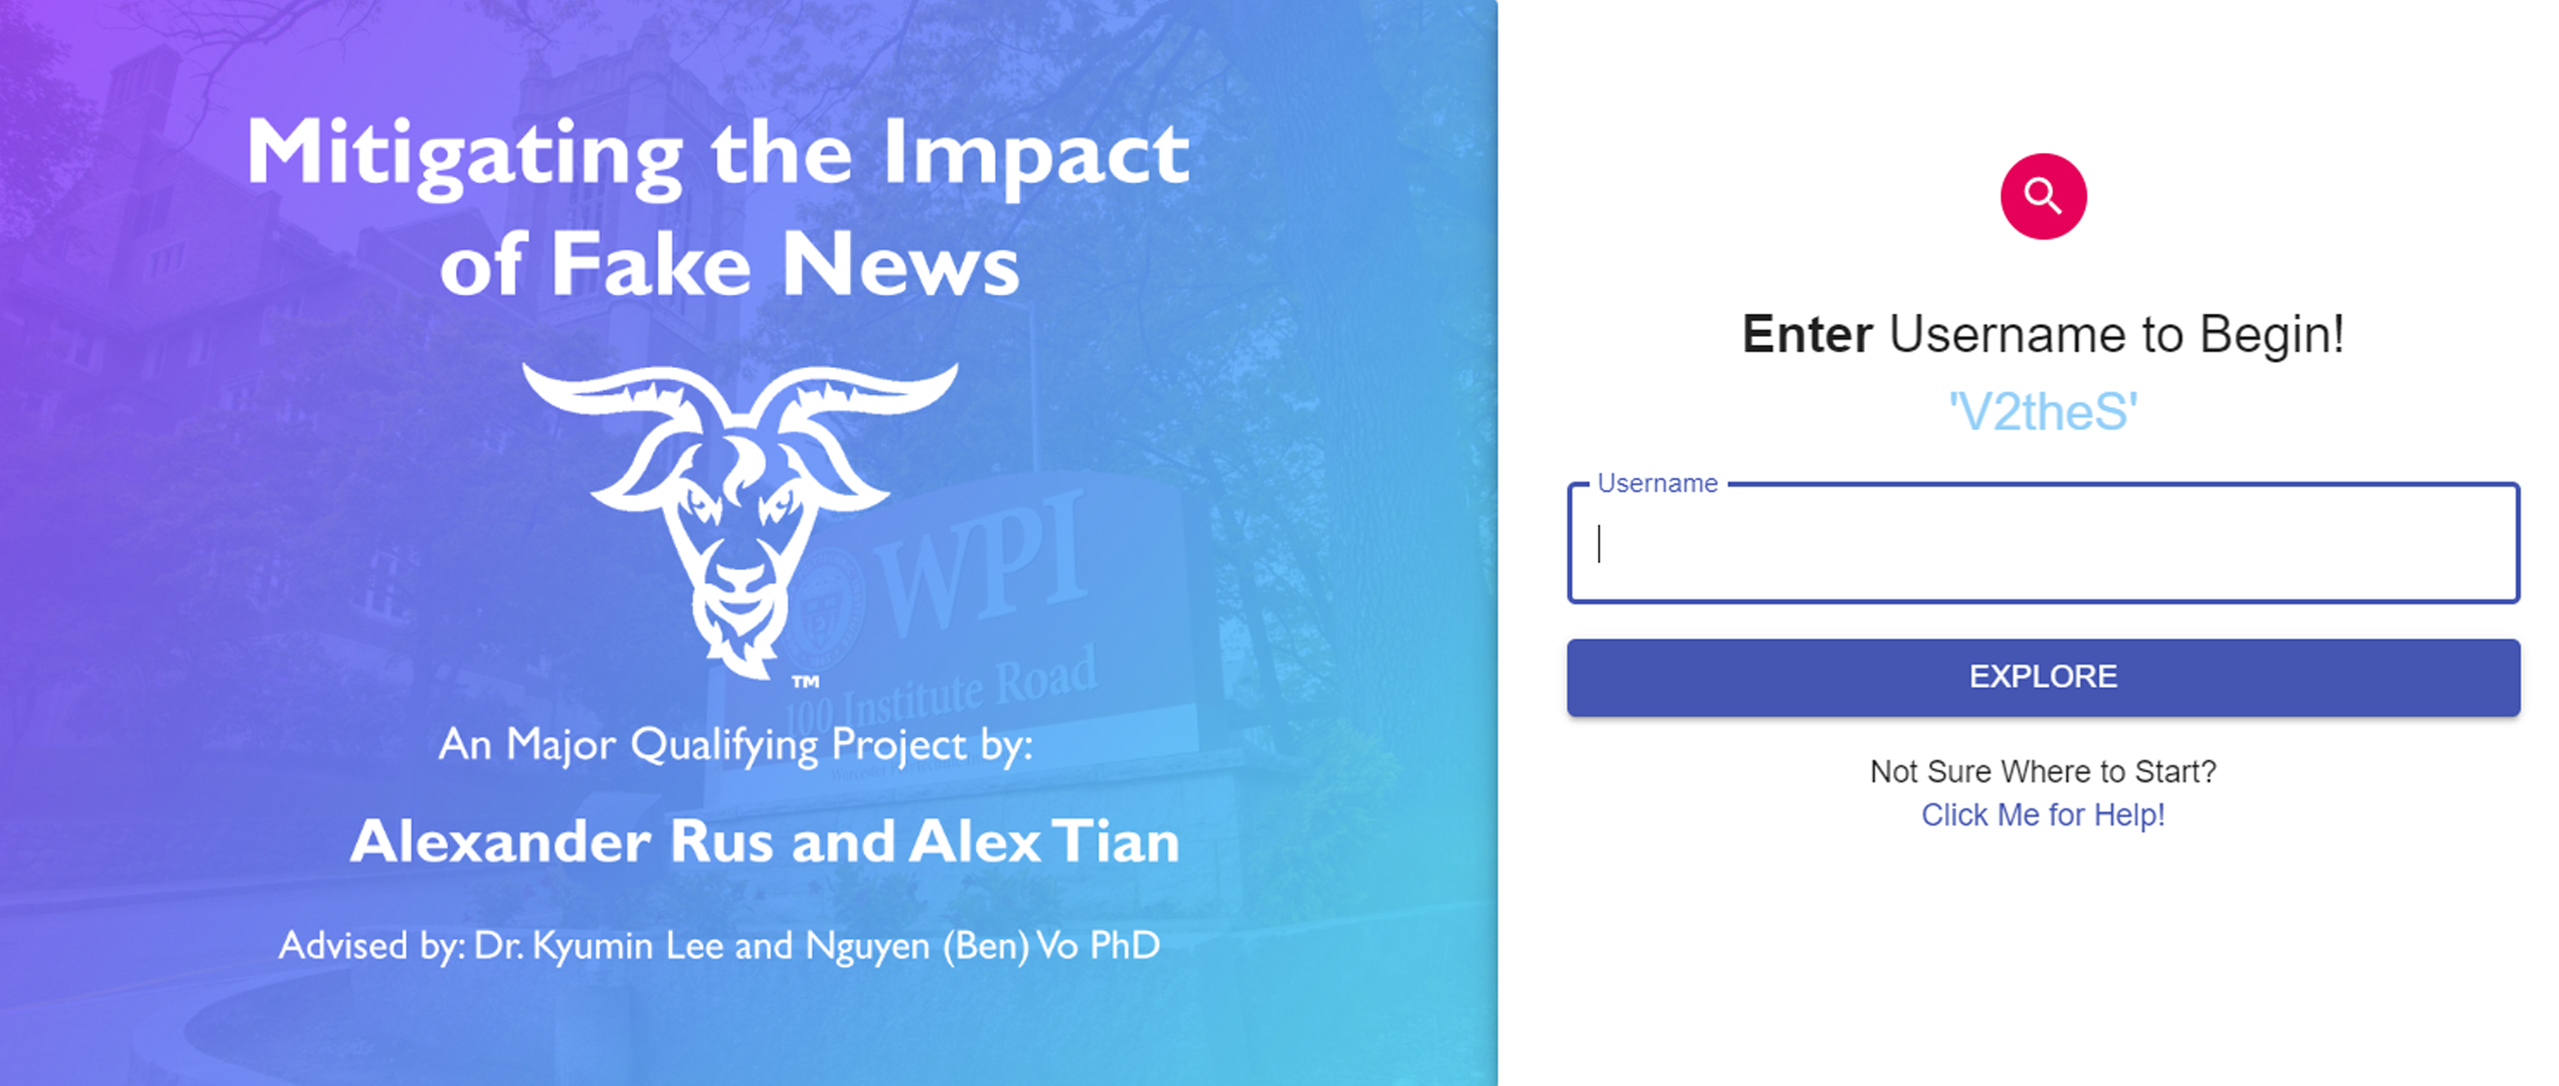 Mitigating the Impact
of Fake News
WPI
100 Institute Road
TM
An Major Qualifying Project by:
Alexander Rus and Alex Tian
Advised by: Dr. Kyumin Lee and Nguyen (Ben) Vo PhD
Enter Username to Begin!
'V2theS'
Username
EXPLORE
Not Sure Where to Start?
Click Me for Help!